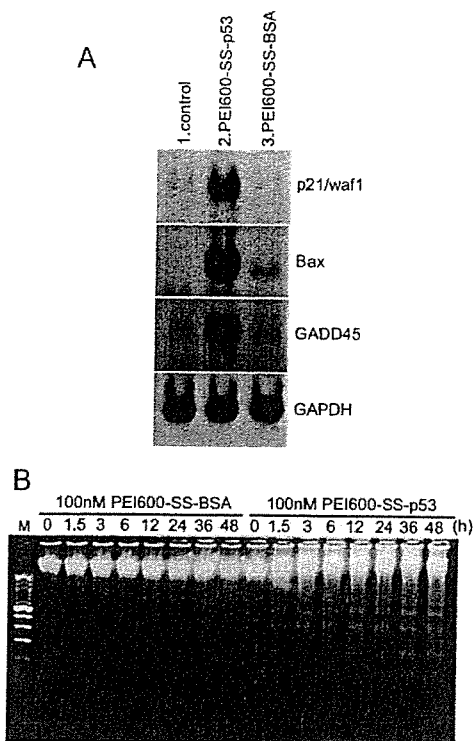 A
1.control
2.PEI600-SS-p53
3.PEI600-SS-BSA
p21/waf1
Bax
GADD45
GAPDH
B
100nM PEI600-SS-BSA 100nM PEI600-SS-p53
M 0 1.5 3 6 12 24 36 48 0 1.5 3 6 12 24 36 48 (h)